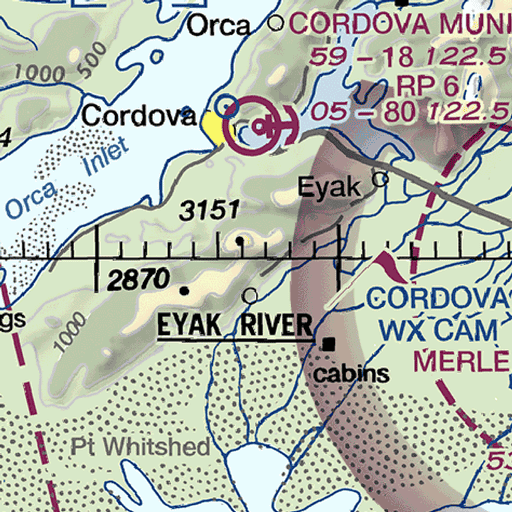 Orca
CORDOVA MUNI
59 – 18 122.5
RP 6
05 – 80 122.5
1000
500
Cordova
4
Orca Inlet
Eyak
3151
2870
gs
1000
EYAK RIVER
CORDOVA
WX CAM
MERLE
cabins
Pt Whitshed
53